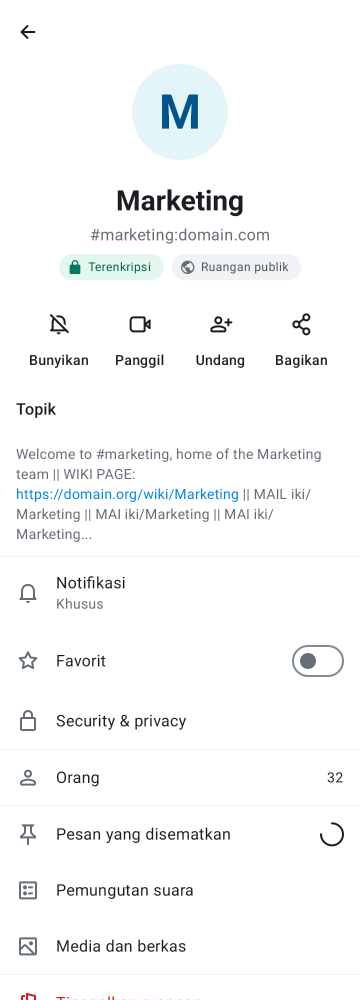 M
Marketing
#marketing:domain.com
Terenkripsi
Ruangan publik
Bunyikan
Panggil
Undang
Bagikan
Topik
Welcome to #marketing, home of the Marketing
team || WIKI PAGE:
https://domain.org/wiki/Marketing || MAIL iki/
Marketing || MAI iki/Marketing || MAI iki/
Marketing...
Notifikasi
Khusus
Favorit
Security & privacy
Orang
32
Pesan yang disematkan
Pemungutan suara
Media dan berkas